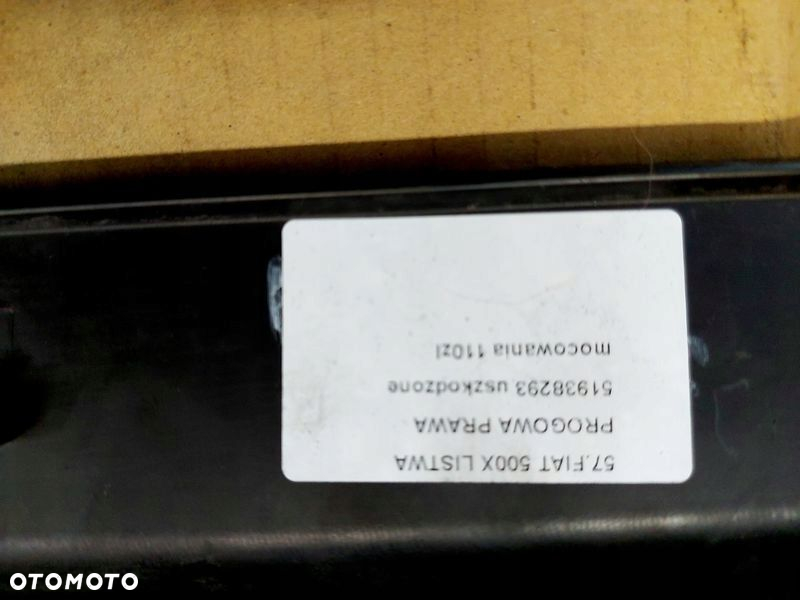 57.FIAT 500X LISTWA
PROGOWA PRAWA
51938293 uszkodzone
mocowania 110zl
OTOMOTO